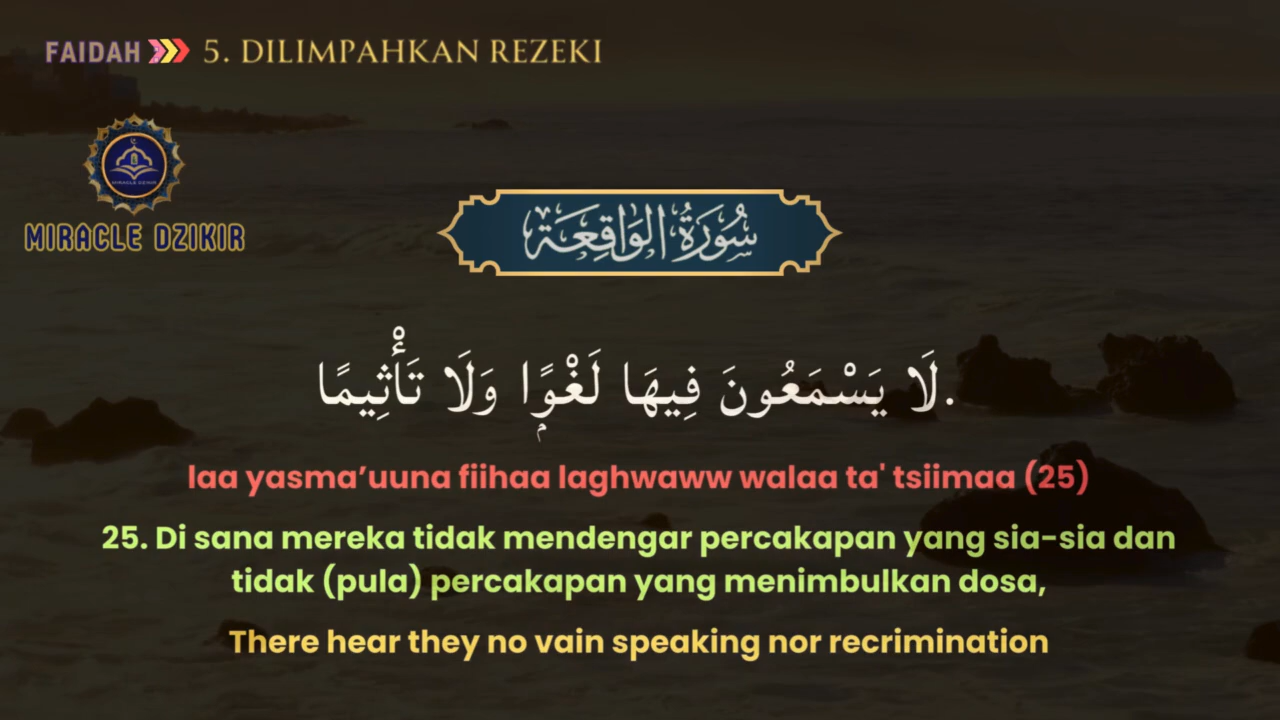 FAIDAH 5. DILIMPAHKAN REZEKI
MIRACLE DZIKIR
MIRACLE DZIKIR
سُورَةُ الوَاقِعَة
لَا يَسْمَعُونَ فِيهَا لَغْوًۭا وَلَا تَأْثِيمًا.
laa yasma’uuna fiihaa laghwaww walaa ta' tsiimaa (25)
25. Di sana mereka tidak mendengar percakapan yang sia-sia dan
tidak (pula) percakapan yang menimbulkan dosa,
There hear they no vain speaking nor recrimination